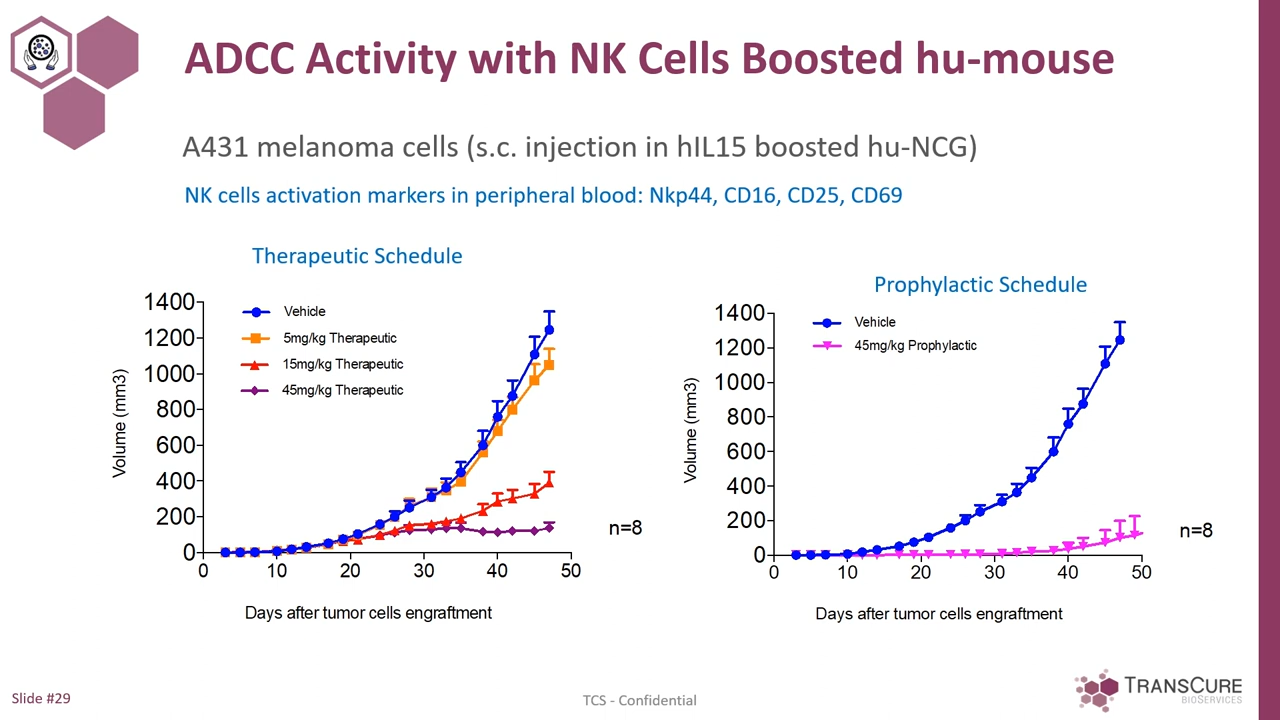 ADCC Activity with NK Cells Boosted hu-mouse
A431 melanoma cells (s.c. injection in hIL15 boosted hu-NCG)
NK cells activation markers in peripheral blood: Nkp44, CD16, CD25, CD69
Therapeutic Schedule
1400
1200
1000
800
600
400
200
0
Volume (mm3)
Vehicle
5mg/kg Therapeutic
15mg/kg Therapeutic
45mg/kg Therapeutic
0 10 20 30 40 50
Days after tumor cells engraftment
n=8
Prophylactic Schedule
1400
1200
1000
800
600
400
200
0
Volume (mm3)
Vehicle
45mg/kg Prophylactic
0 10 20 30 40 50
Days after tumor cells engraftment
n=8
Slide #29
TCS - Confidential
TRANSCURE
BIOSERVICES